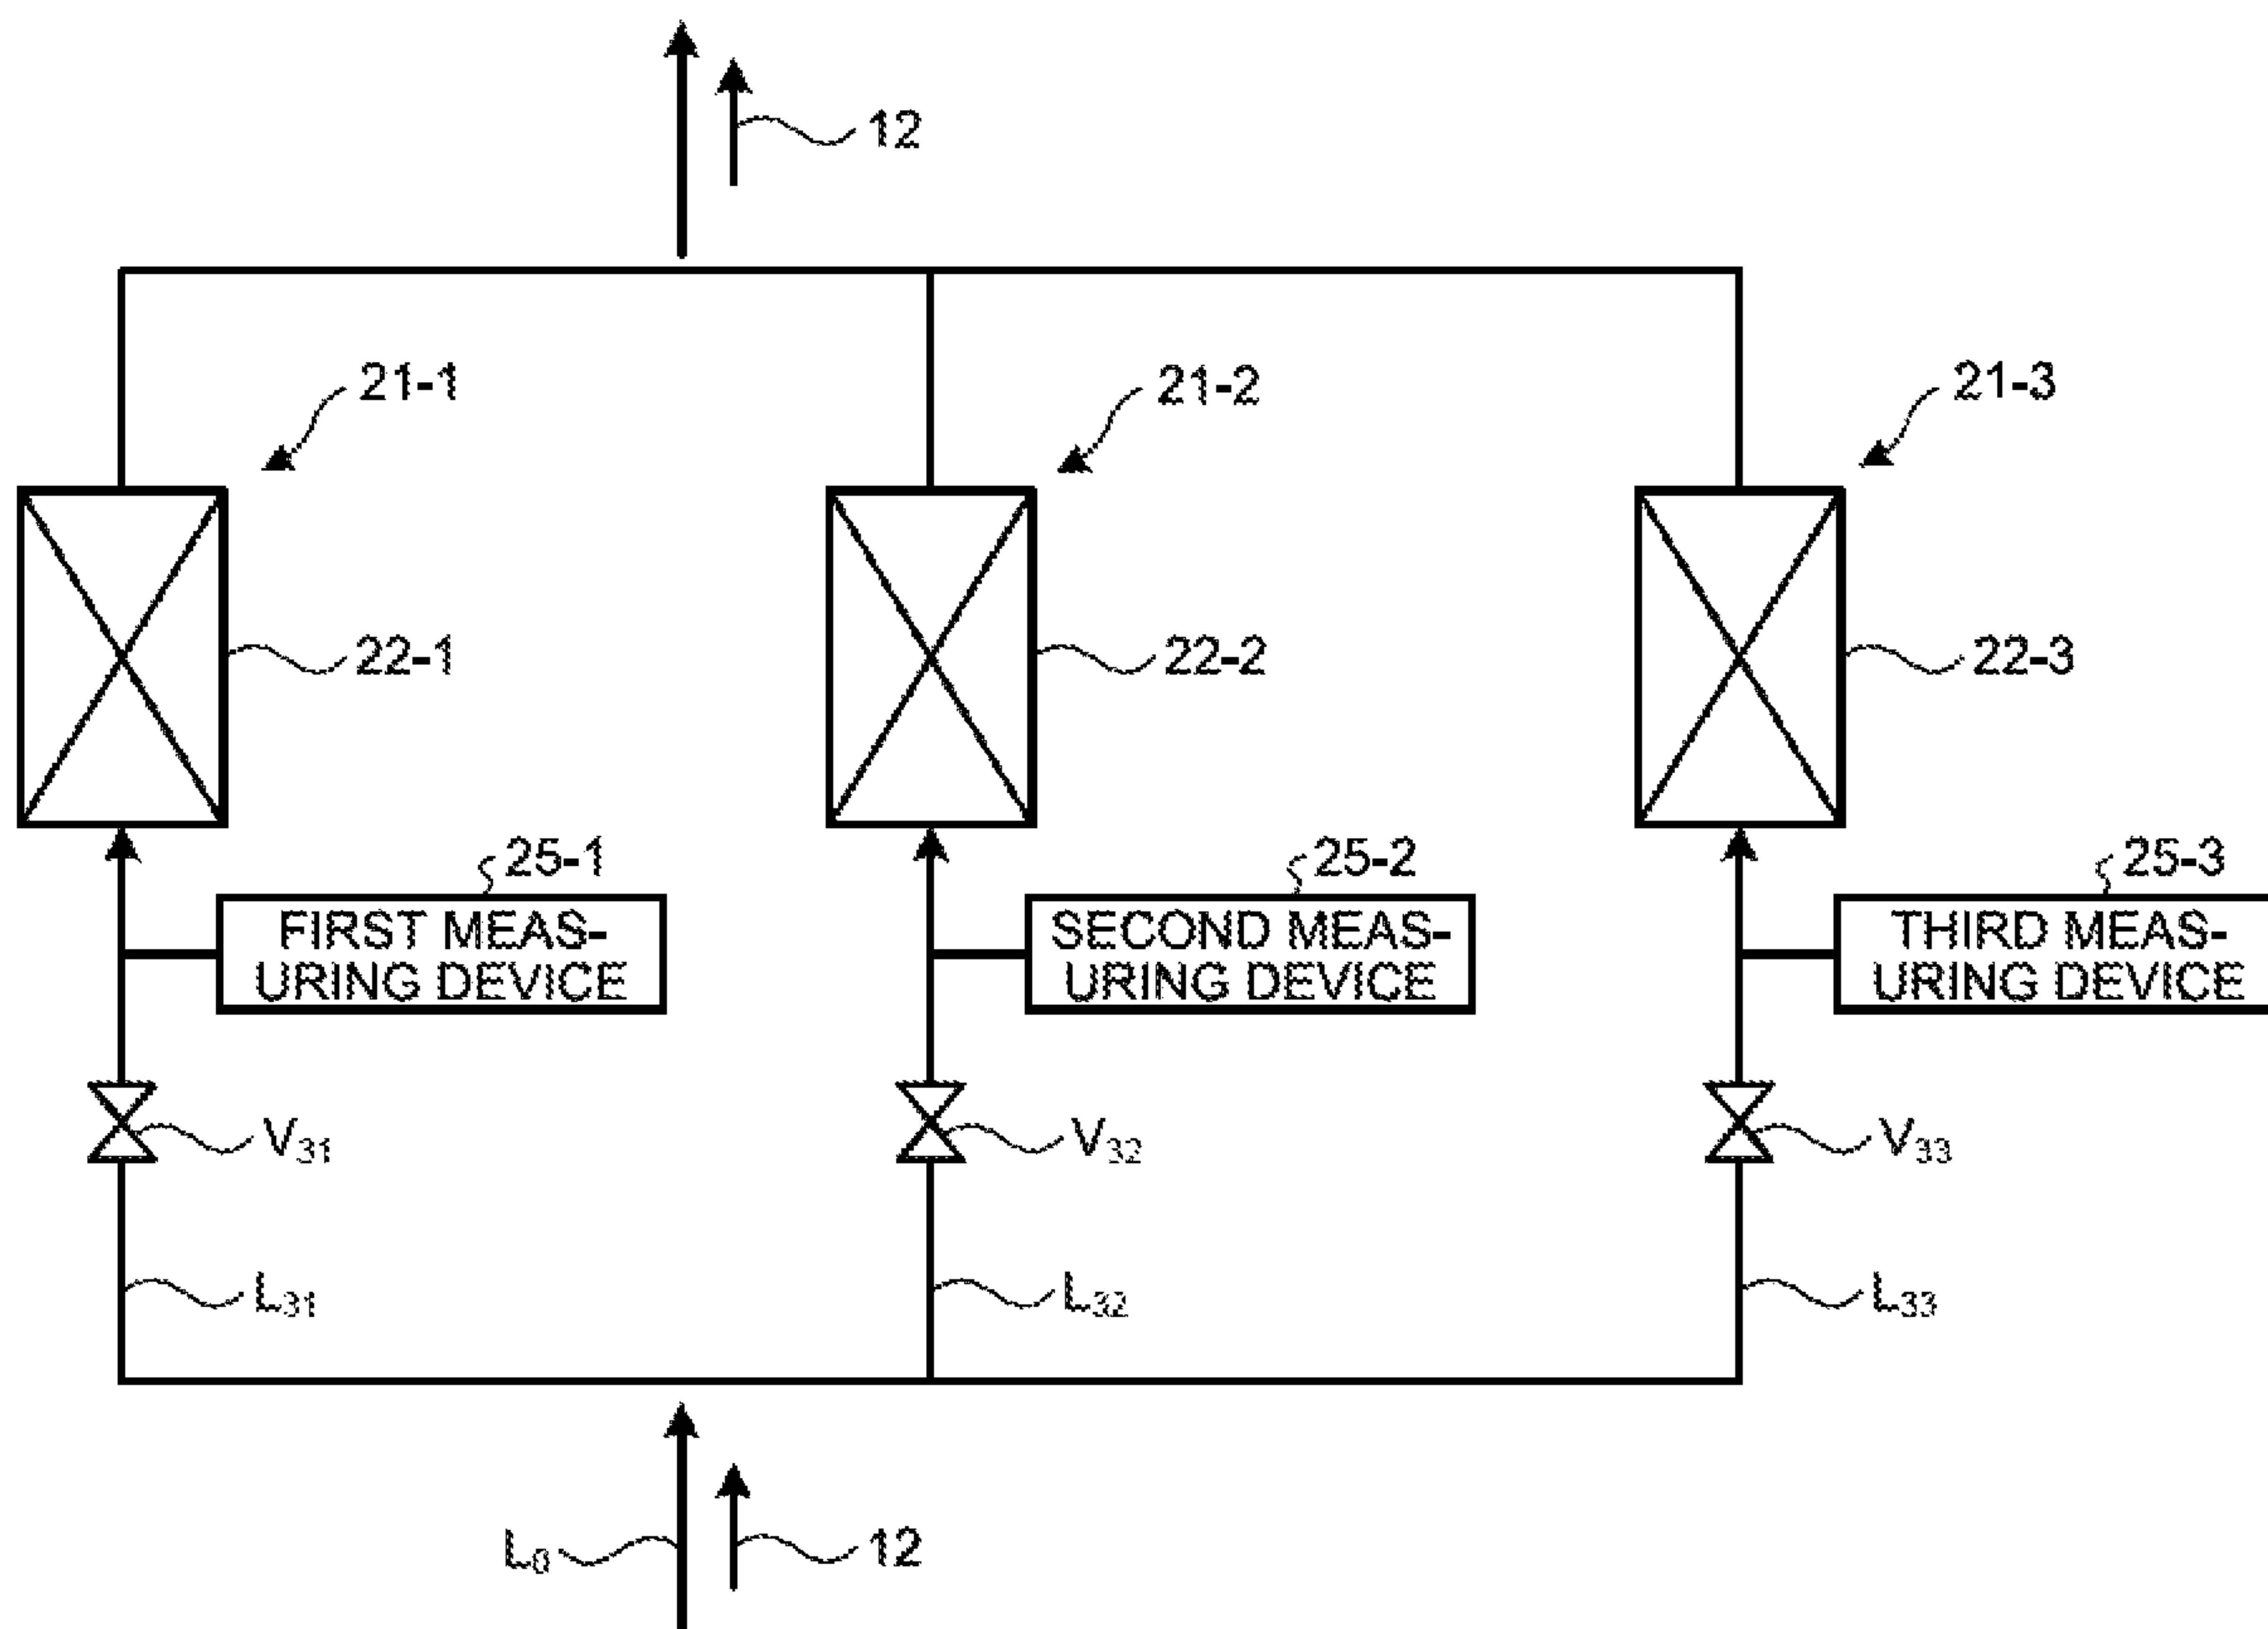 12
21-1
21-2
21-3
22-1
22-2
22-3
25-1
25-2
25-3
FIRST MEAS-
URING DEVICE
SECOND MEAS-
URING DEVICE
THIRD MEAS-
URING DEVICE
V31
V32
V33
L31
L32
L33
L0
12